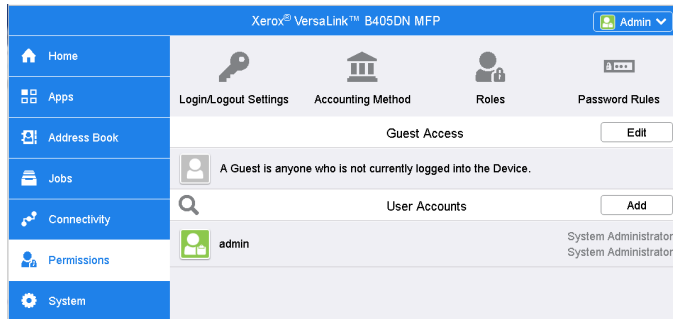 Xerox® VersaLink™ B405DN MFP
Admin
Home
Apps
Address Book
Jobs
Connectivity
Permissions
System
Login/Logout Settings
Accounting Method
Roles
Password Rules
Guest Access
Edit
A Guest is anyone who is not currently logged into the Device.
User Accounts
Add
admin
System Administrator
System Administrator